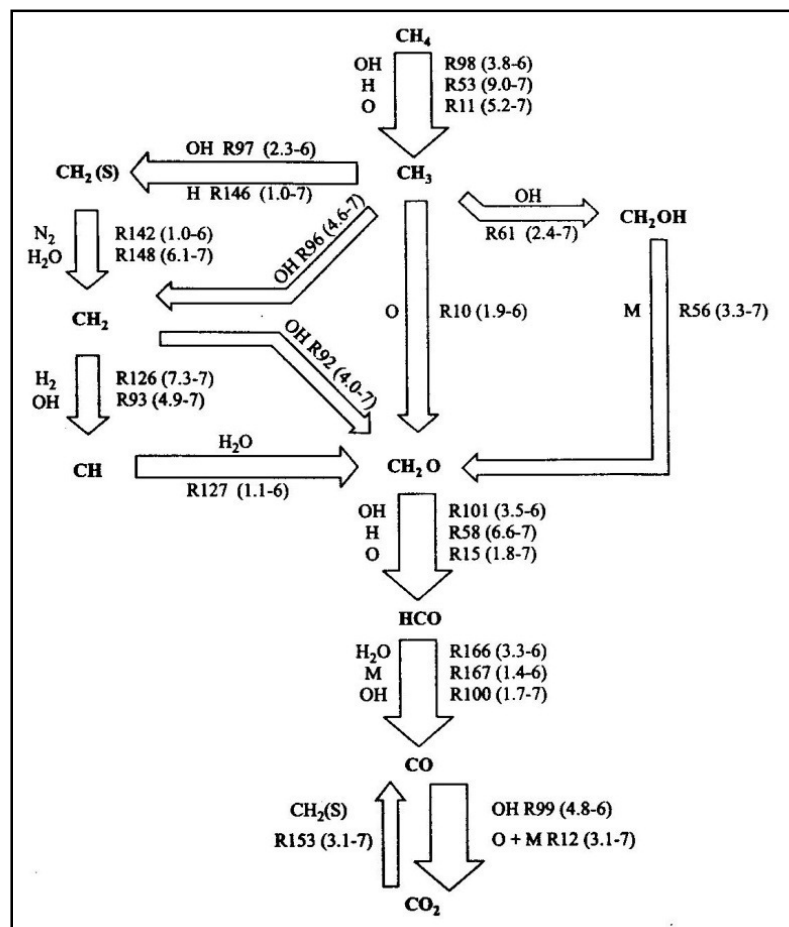 CH₄
OH R98 (3.8-6)
H R53 (9.0-7)
O R11 (5.2-7)
OH R97 (2.3-6)
CH₂(S) CH₃
H R146 (1.0-7)
OH
CH₂OH
R61 (2.4-7)
N₂ R142 (1.0-6)
H₂O R148 (6.1-7)
OH R96 (4.6-7)
CH₂
O R10 (1.9-6)
M R56 (3.3-7)
OH R92 (4.0-7)
H₂ R126 (7.3-7)
OH R93 (4.9-7)
H₂O
CH CH₂O
R127 (1.1-6)
OH R101 (3.5-6)
H R58 (6.6-7)
O R15 (1.8-7)
HCO
H₂O R166 (3.3-6)
M R167 (1.4-6)
OH R100 (1.7-7)
CO
CH₂(S) OH R99 (4.8-6)
R153 (3.1-7) O + M R12 (3.1-7)
CO₂